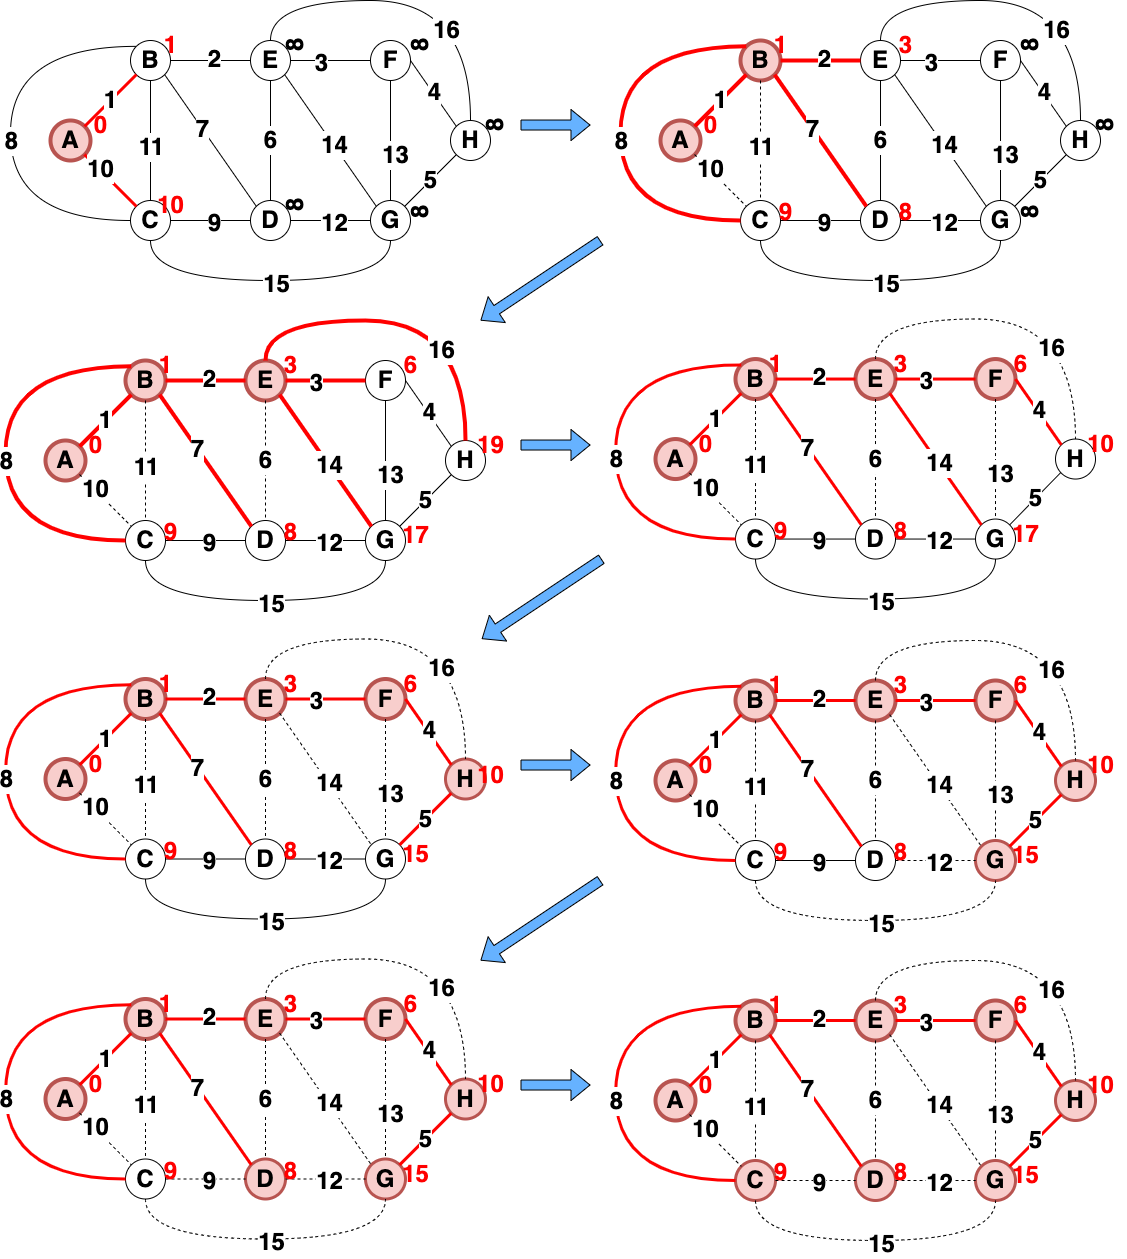 16
B 1 2 E ∞ 3 F ∞
1 4
0 7
8 A 11 6 14 13 H ∞
10 5
C 10 9 D ∞ 12 G ∞
15
16
B 1 2 E 3 3 F ∞
1 4
0 7
8 A 11 6 14 13 H ∞
10 5
C 9 9 D 8 12 G ∞
15
16
B 1 2 E 3 3 F 6
1 4
0 7
8 A 11 6 14 13 H 19
10 5
C 9 9 D 8 12 G 17
15
16
B 1 2 E 3 3 F 6
1 4
0 7
8 A 11 6 14 13 H 10
10 5
C 9 9 D 8 12 G 17
15
16
B 1 2 E 3 3 F 6
1 4
0 7
8 A 11 6 14 13 H 10
10 5
C 9 9 D 8 12 G 15
15
16
B 1 2 E 3 3 F 6
1 4
0 7
8 A 11 6 14 13 H 10
10 5
C 9 9 D 8 12 G 15
15
16
B 1 2 E 3 3 F 6
1 4
0 7
8 A 11 6 14 13 H 10
10 5
C 9 9 D 8 12 G 15
15
16
B 1 2 E 3 3 F 6
1 4
0 7
8 A 11 6 14 13 H 10
10 5
C 9 9 D 8 12 G 15
15